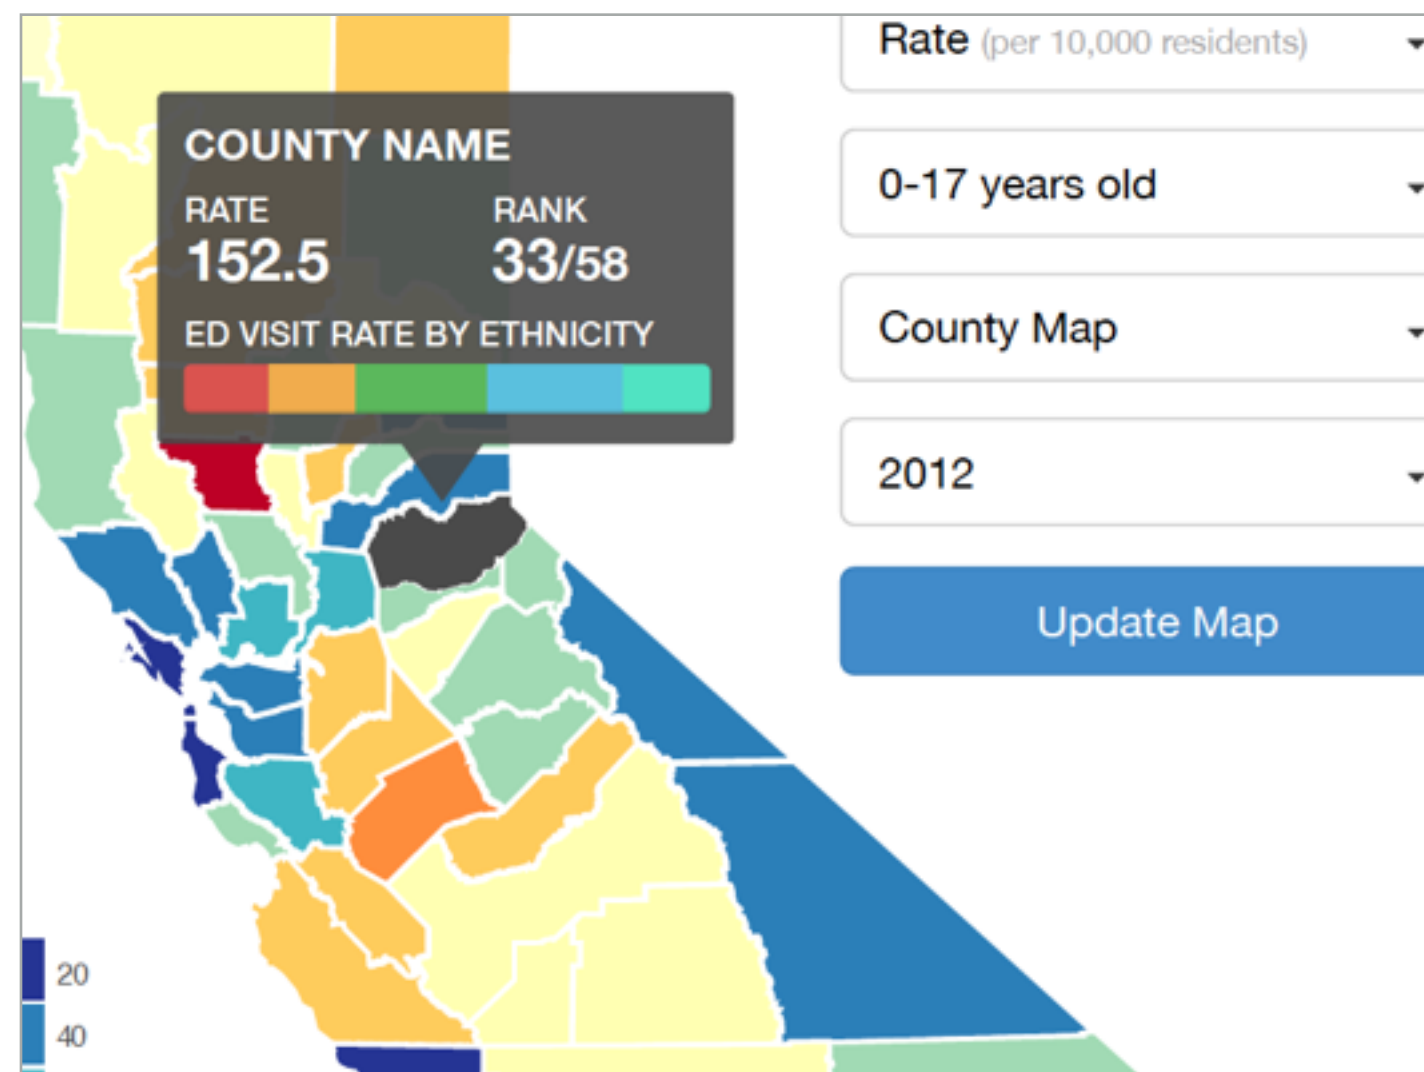 Rate (per 10,000 residents)
COUNTY NAME
RATE RANK
152.5 33/58
ED VISIT RATE BY ETHNICITY
0-17 years old
County Map
2012
Update Map
20
40